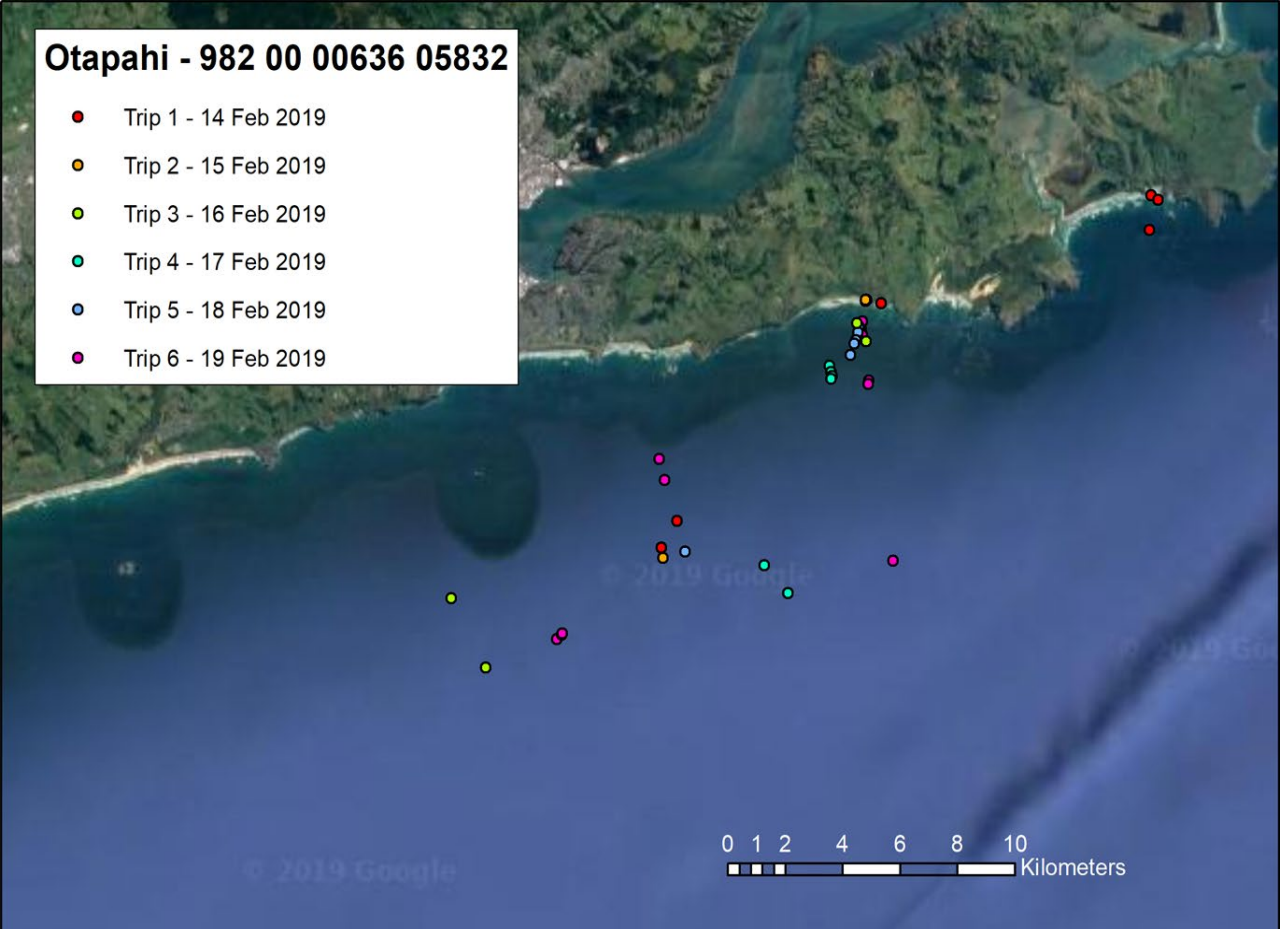 Otapahi - 982 00 00636 05832
Trip 1 - 14 Feb 2019
Trip 2 - 15 Feb 2019
Trip 3 - 16 Feb 2019
Trip 4 - 17 Feb 2019
Trip 5 - 18 Feb 2019
Trip 6 - 19 Feb 2019
© 2019 Google
© 2019 Goo
0 1 2 4 6 8 10
Kilometers
© 2019 Google